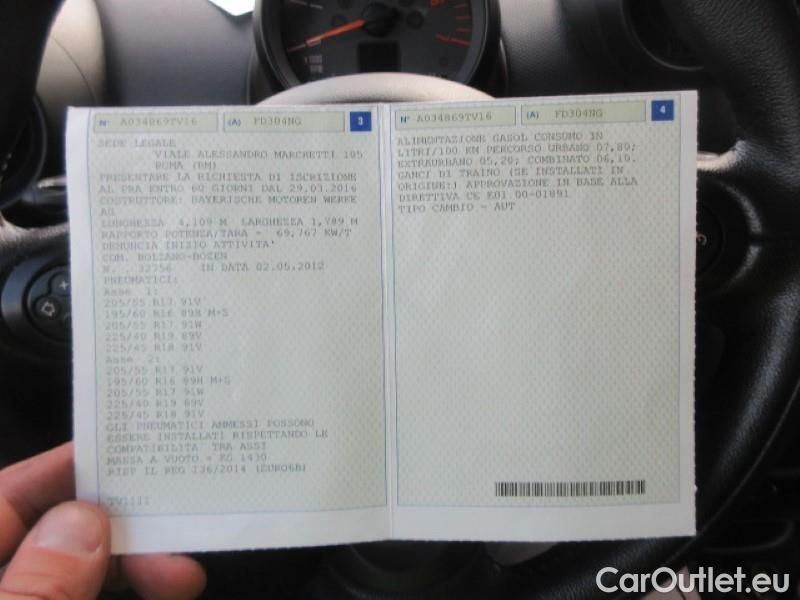 N° A034869TV16 (A) FD304NG 3
SEDE LEGALE
VIALE ALESSANDRO MARCHETTI 105
ROMA (RM)
PRESENTARE LA RICHIESTA DI ISCRIZIONE
AL PRA ENTRO 60 GIORNI DAL 29.03.2016
COSTRUTTORE: BAYERISCHE MOTOREN WERKE
AG
LUNGHEZZA 4,109 M LARGHEZZA 1,789 M
RAPPORTO POTENZA/TARA = 69,767 KW/T
DENUNCIA INIZIO ATTIVITA'
COM. BOLZANO-BOZEN
N. . 32756 IN DATA 02.05.2012
PNEUMATICI:
Asse 1:
205/55 R17 91V
195/60 R16 89H M+S
205/55 R17 91W
225/40 R19 89V
225/45 R18 91V
Asse 2:
205/55 R17 91V
195/60 R16 89H M+S
205/55 R17 91W
225/40 R19 89V
225/45 R18 91V
GLI PNEUMATICI AMMESSI POSSONO
ESSERE INSTALLATI RISPETTANDO LE
COMPATIBILITA' TRA ASSI
MASSA A VUOTO = KG 1430
RISP IL REG 136/2014 (EURO6B)
N° A034869TV16 (A) FD304NG 4
ALIMENTAZIONE GASOL CONSUMO IN
LITRI/100 KM PERCORSO URBANO 07,80;
EXTRAURBANO 05,20; COMBINATO 06,10.
GANCI DI TRAINO (SE INSTALLATI IN
ORIGINE:) APPROVAZIONE IN BASE ALLA
DIRETTIVA CE E01 00-01891
TIPO CAMBIO - AUT
CarOutlet.eu